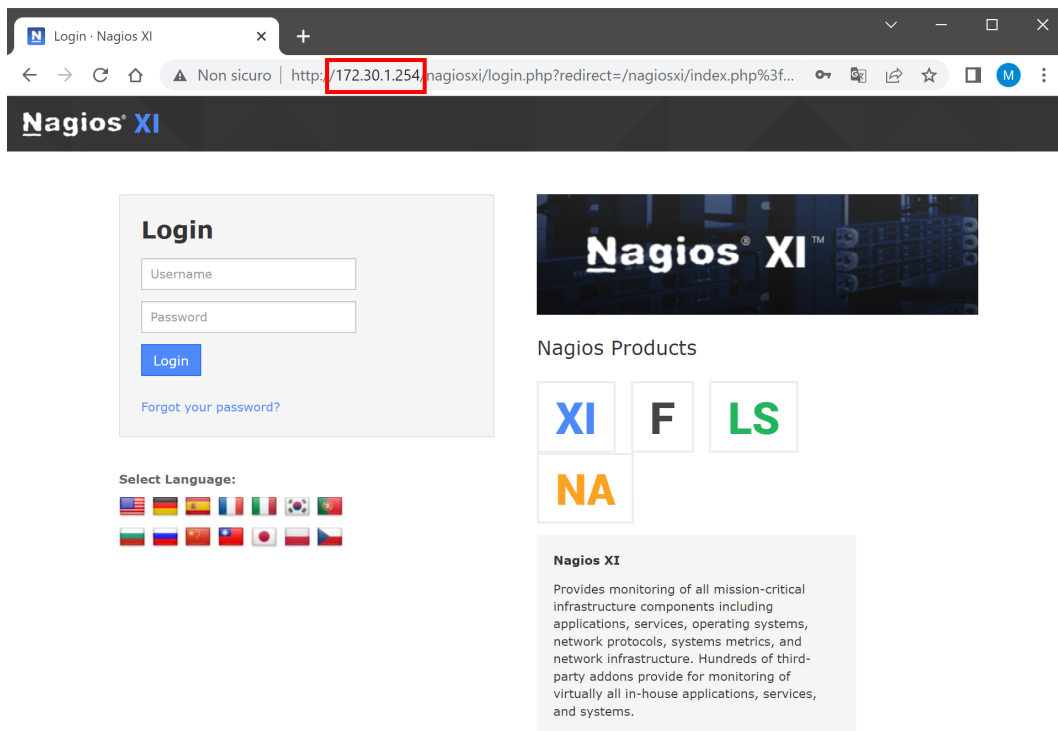 Login · Nagios XI
Non sicuro | http://172.30.1.254/nagiosxi/login.php?redirect=/nagiosxi/index.php%3f...
M
Nagios® XI
Login
Username
Password
Login
Forgot your password?
Select Language:
Nagios® XI™
Nagios Products
XI
F
LS
NA
Nagios XI
Provides monitoring of all mission-critical
infrastructure components including
applications, services, operating systems,
network protocols, systems metrics, and
network infrastructure. Hundreds of third-
party addons provide for monitoring of
virtually all in-house applications, services,
and systems.